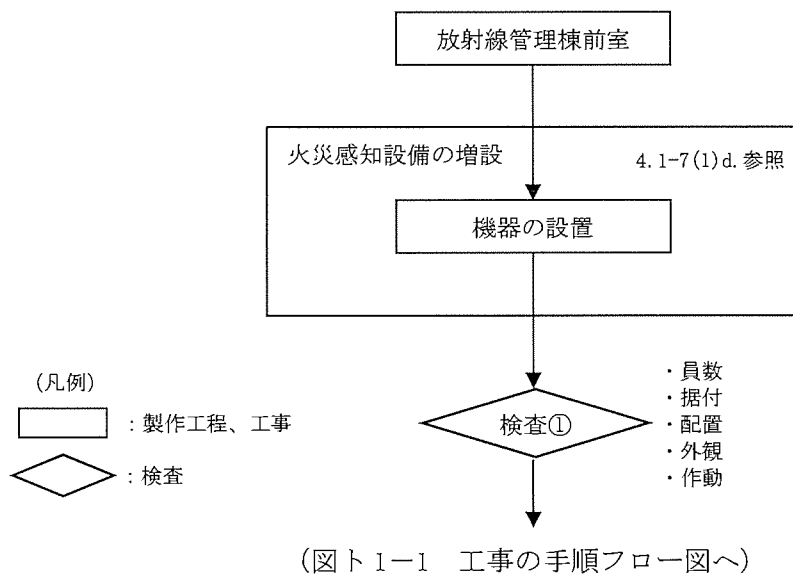 放射線管理棟前室
火災感知設備の増設
4.1-7(1)d.参照
機器の設置
(凡例)
：製作工程、工事
：検査
検査①
・員数
・据付
・配置
・外観
・作動
(図ト1－1　工事の手順フロー図へ)